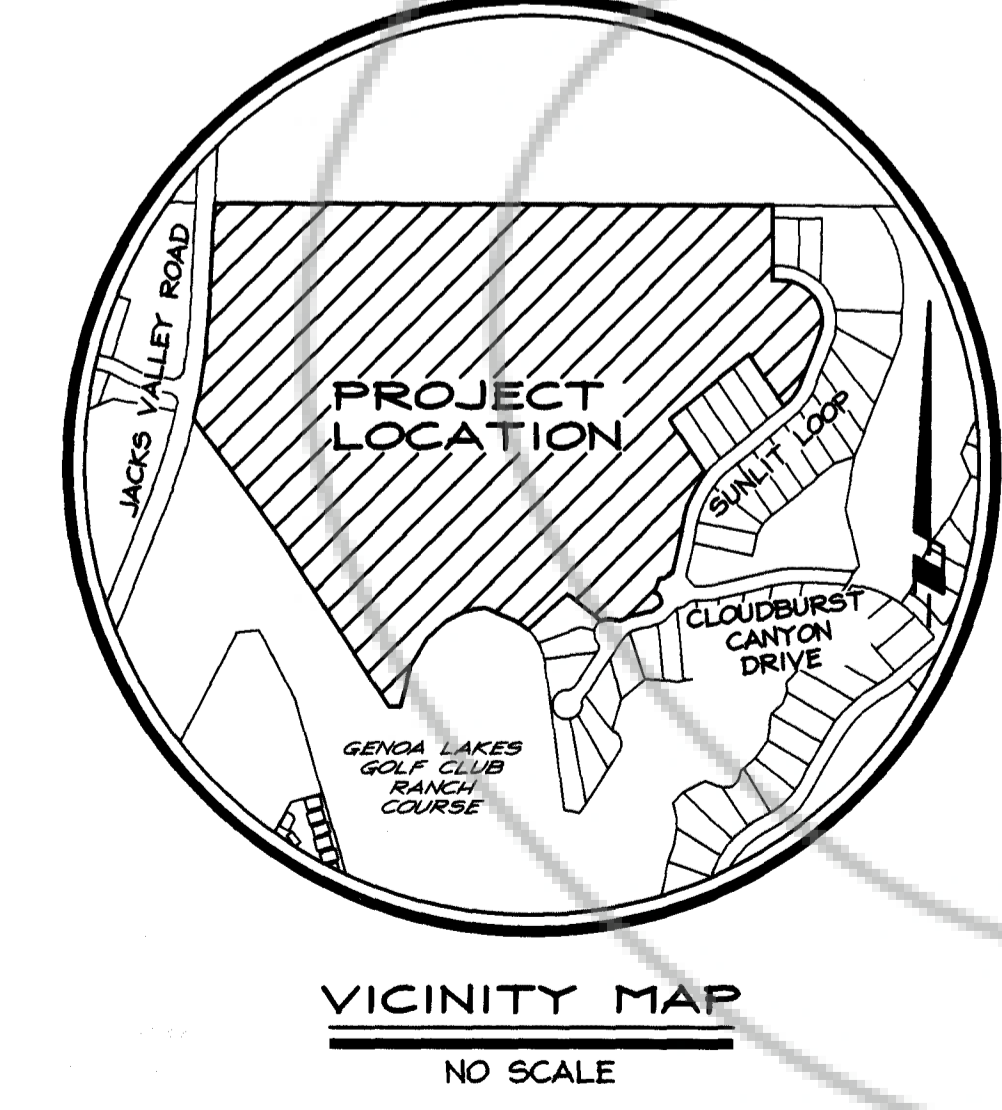 JACKS VALLEY ROAD
PROJECT
LOCATION
SUNLIT LOOP
CLOUDBURST
CANYON
DRIVE
GENOA LAKES
GOLF CLUB
RANCH
COURSE
VICINITY MAP
NO SCALE